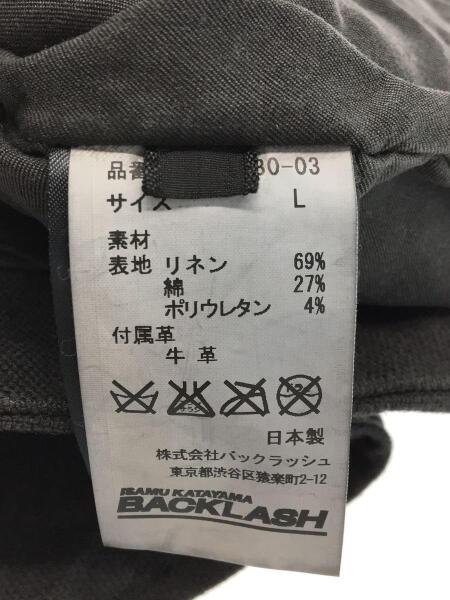 品番 80-03
サイズ L
素材
表地 リネン 69%
綿 27%
ポリウレタン 4%
付属革
牛革
日本製
株式会社バックラッシュ
東京都渋谷区猿楽町2-12
ISAMU KATAYAMA
BACKLASH